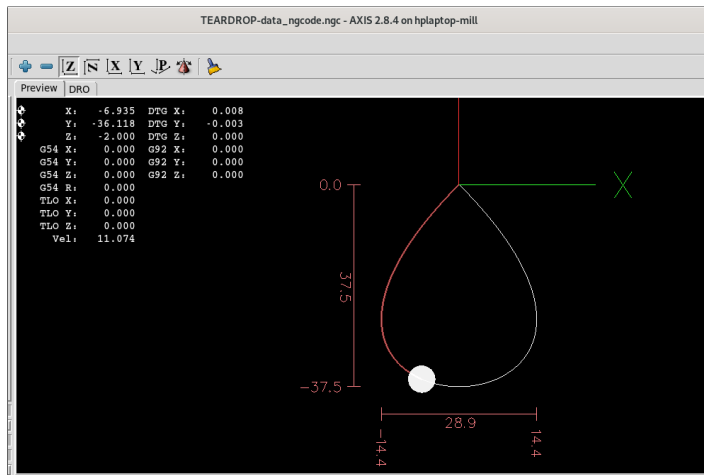 TEARDROP-data_ngcode.ngc - AXIS 2.8.4 on hplaptop-mill
Z N X Y P
Preview DRO
X: -6.935 DTG X: 0.008
Y: -36.118 DTG Y: -0.003
Z: -2.000 DTG Z: 0.000
G54 X: 0.000 G92 X: 0.000
G54 Y: 0.000 G92 Y: 0.000
G54 Z: 0.000 G92 Z: 0.000
G54 R: 0.000
TLO X: 0.000
TLO Y: 0.000
TLO Z: 0.000
Vel: 11.074
0.0
X
37.5
-37.5
28.9
-14.4
14.4